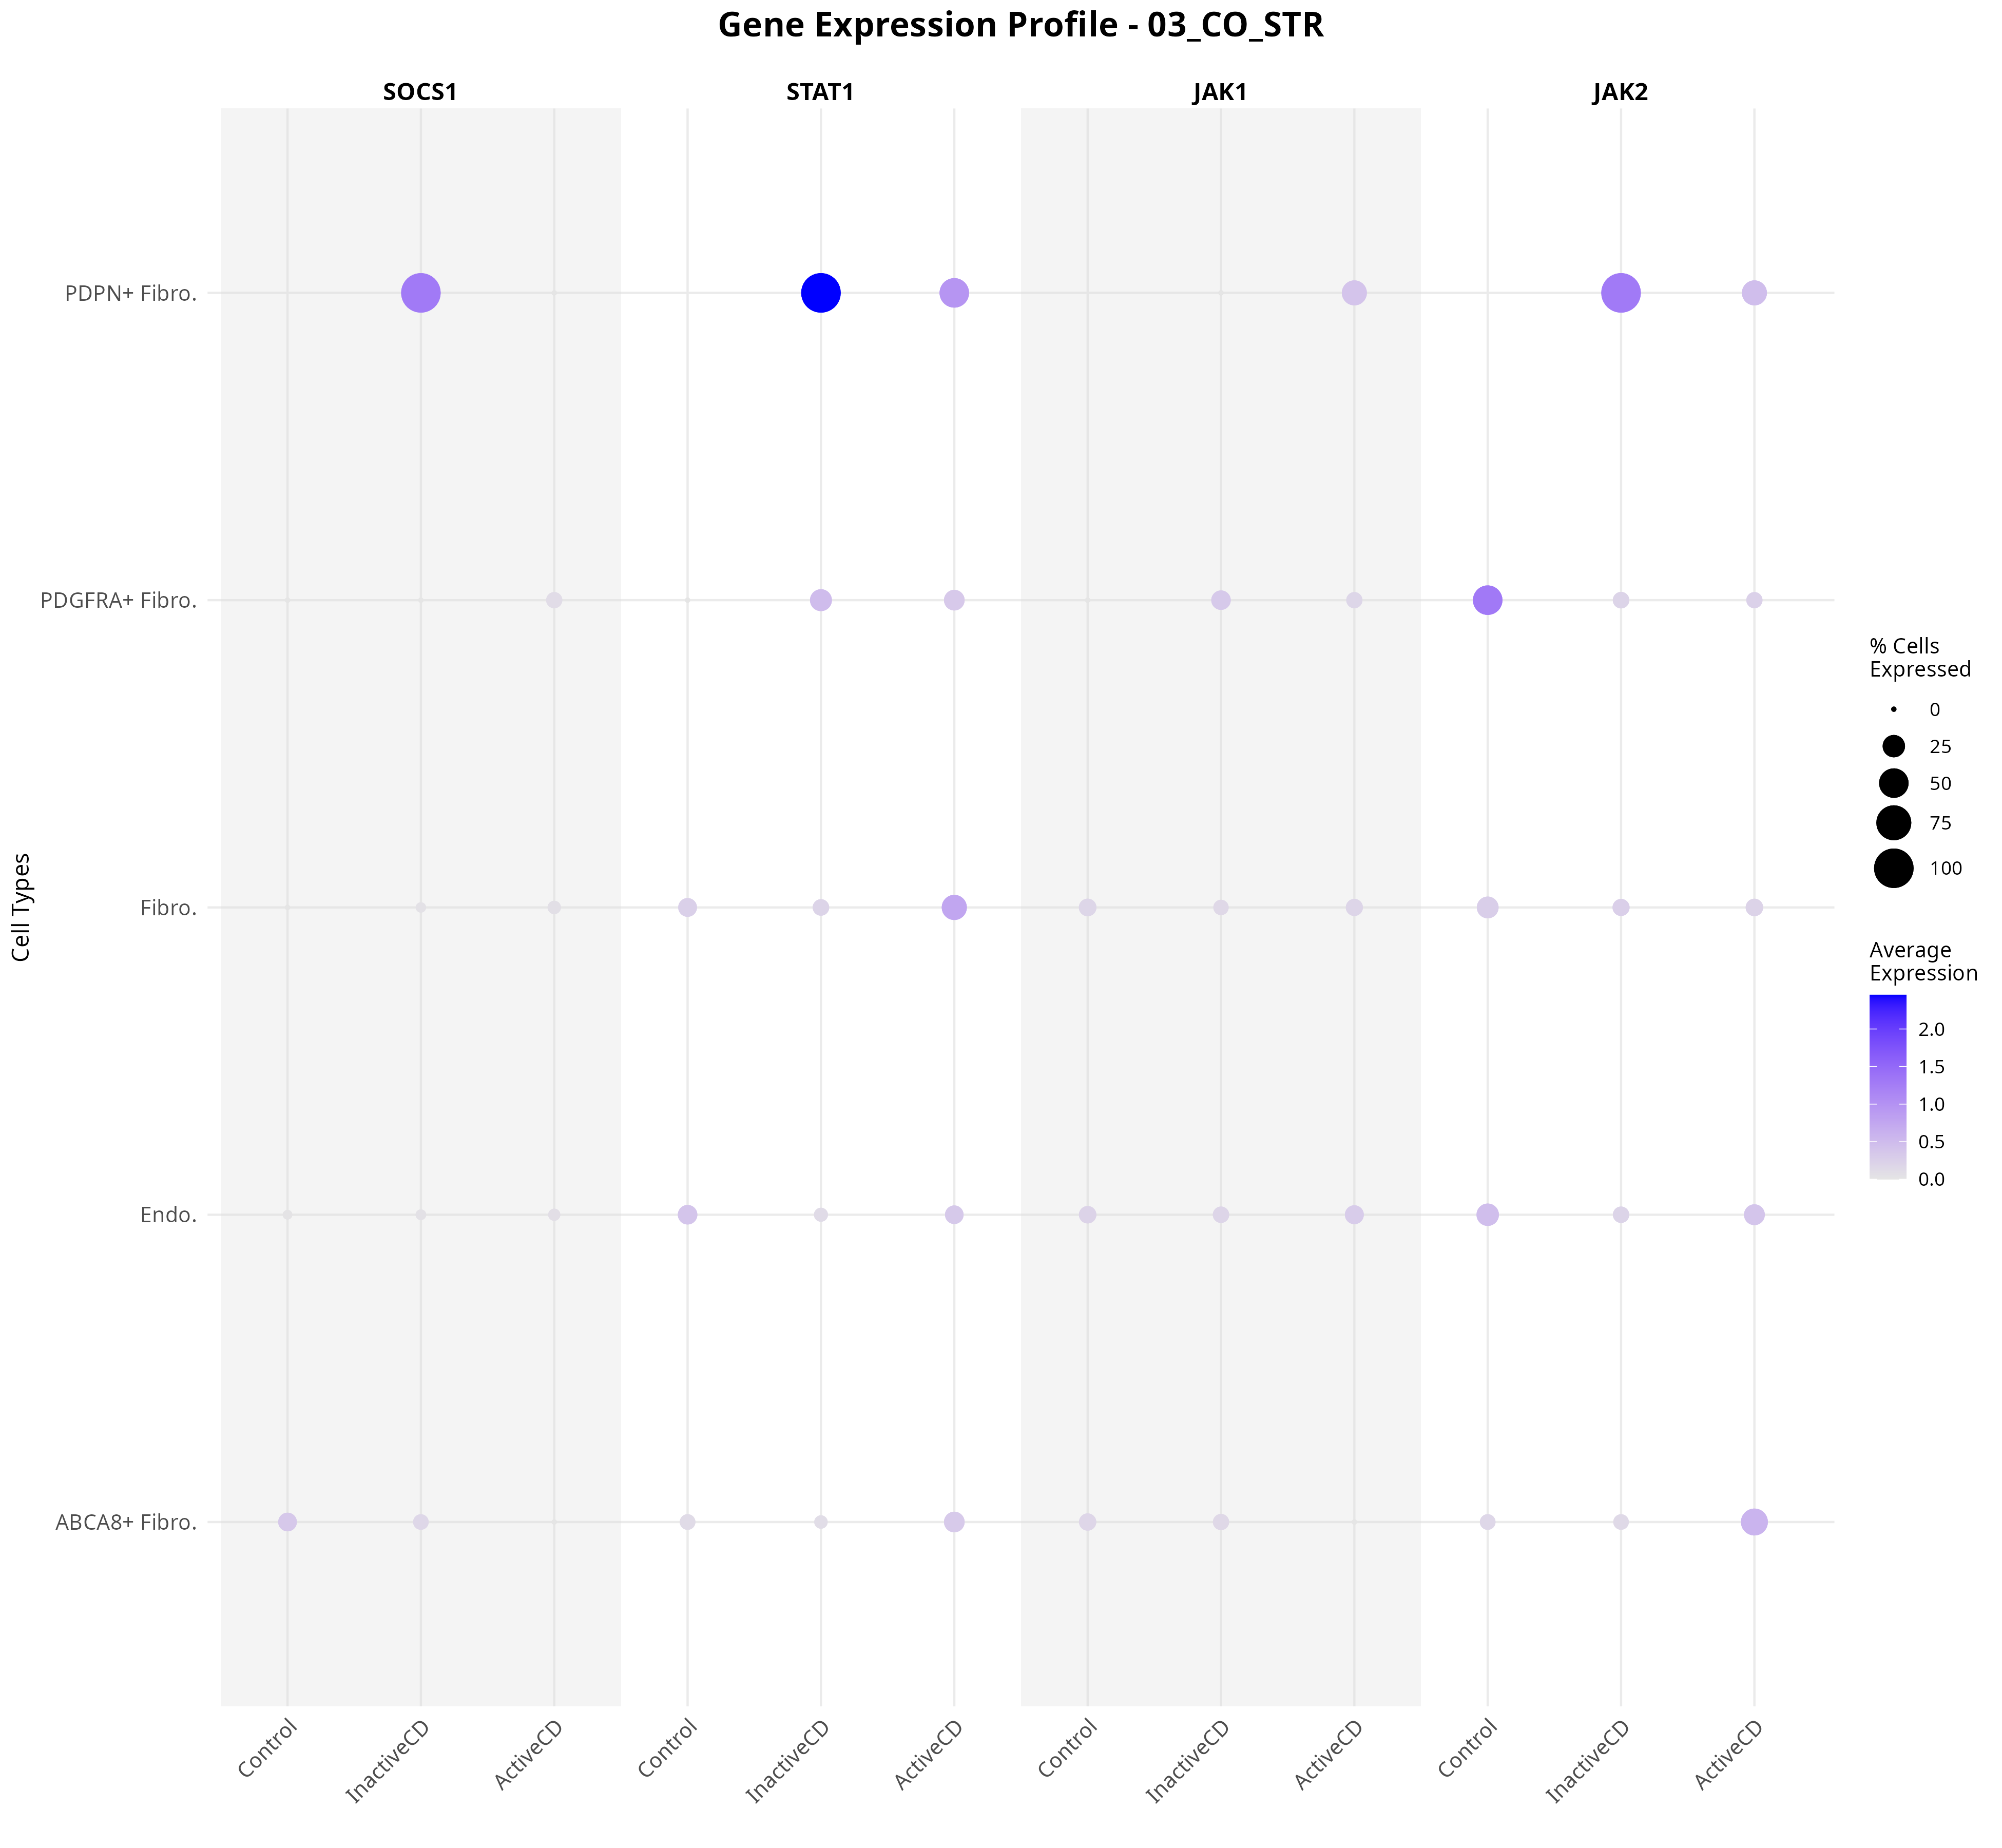 Gene Expression Profile - 03_CO_STR
SOCS1 STAT1 JAK1 JAK2
PDPN+ Fibro.
PDGFRA+ Fibro.
Fibro.
Endo.
ABCA8+ Fibro.
Cell Types
Control InactiveCD ActiveCD Control InactiveCD ActiveCD Control InactiveCD ActiveCD Control InactiveCD ActiveCD
% Cells
Expressed
0
25
50
75
100
Average
Expression
2.0
1.5
1.0
0.5
0.0